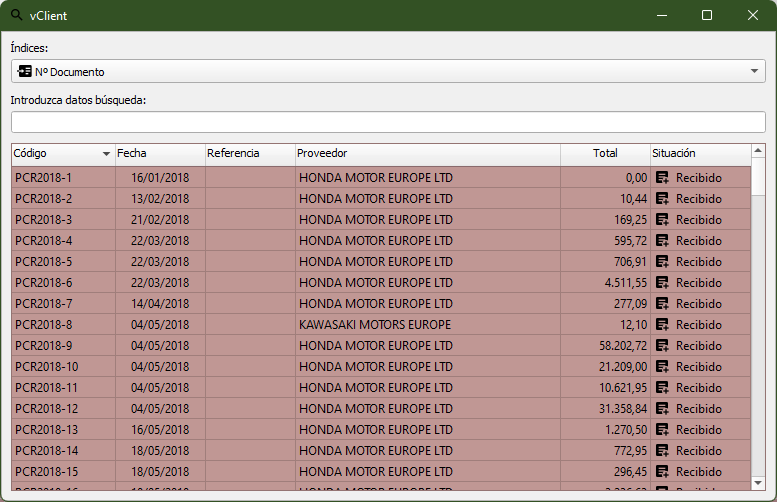 vClient
Índices:
Nº Documento
Introduzca datos búsqueda:
Código Fecha Referencia Proveedor Total Situación
PCR2018-1 16/01/2018 HONDA MOTOR EUROPE LTD 0,00 Recibido
PCR2018-2 13/02/2018 HONDA MOTOR EUROPE LTD 10,44 Recibido
PCR2018-3 21/02/2018 HONDA MOTOR EUROPE LTD 169,25 Recibido
PCR2018-4 22/03/2018 HONDA MOTOR EUROPE LTD 595,72 Recibido
PCR2018-5 22/03/2018 HONDA MOTOR EUROPE LTD 706,91 Recibido
PCR2018-6 22/03/2018 HONDA MOTOR EUROPE LTD 4.511,55 Recibido
PCR2018-7 14/04/2018 HONDA MOTOR EUROPE LTD 277,09 Recibido
PCR2018-8 04/05/2018 KAWASAKI MOTORS EUROPE 12,10 Recibido
PCR2018-9 04/05/2018 HONDA MOTOR EUROPE LTD 58.202,72 Recibido
PCR2018-10 04/05/2018 HONDA MOTOR EUROPE LTD 21.209,00 Recibido
PCR2018-11 04/05/2018 HONDA MOTOR EUROPE LTD 10.621,95 Recibido
PCR2018-12 04/05/2018 HONDA MOTOR EUROPE LTD 31.358,84 Recibido
PCR2018-13 16/05/2018 HONDA MOTOR EUROPE LTD 1.270,50 Recibido
PCR2018-14 18/05/2018 HONDA MOTOR EUROPE LTD 772,95 Recibido
PCR2018-15 18/05/2018 HONDA MOTOR EUROPE LTD 296,45 Recibido
PCR2018-16 HONDA MOTOR EUROPE LTD Recibido